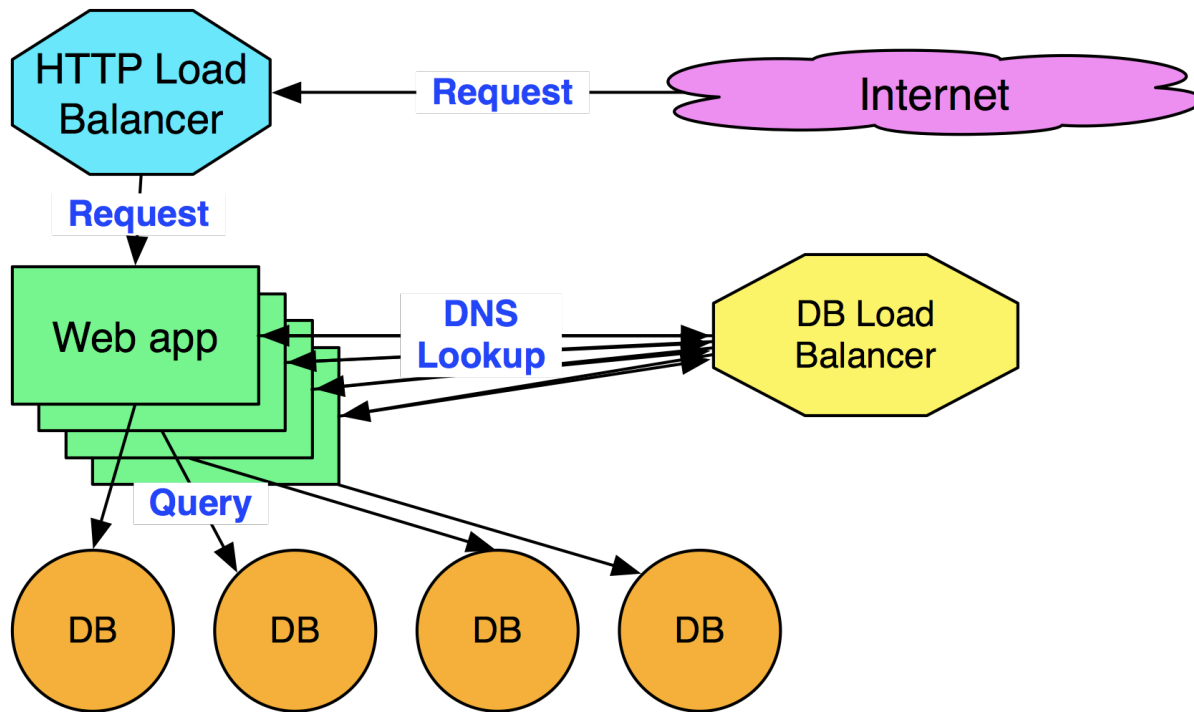 HTTP Load
Balancer
Request
Internet
Request
Web app
DNS
Lookup
DB Load
Balancer
Query
DB
DB
DB
DB